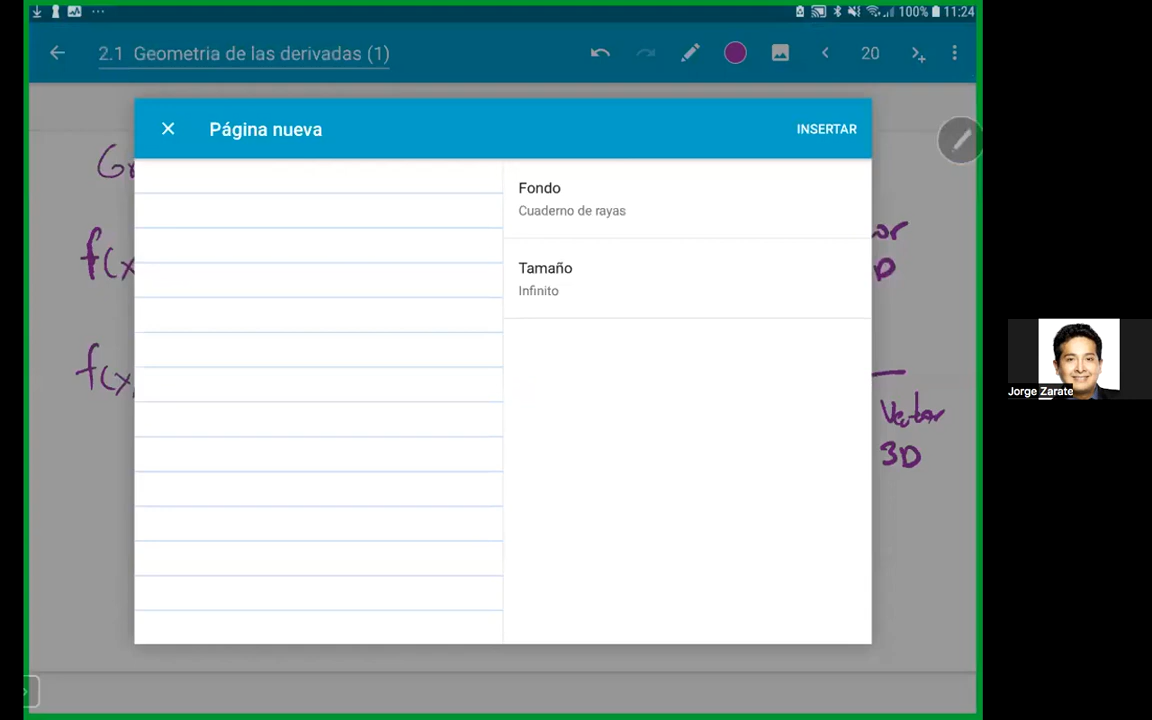 100% 11:24
2.1 Geometria de las derivadas (1)
20
Página nueva
INSERTAR
Fondo
Cuaderno de rayas
Tamaño
Infinito
f(x
f(x,
Vector
3D
Jorge Zarate